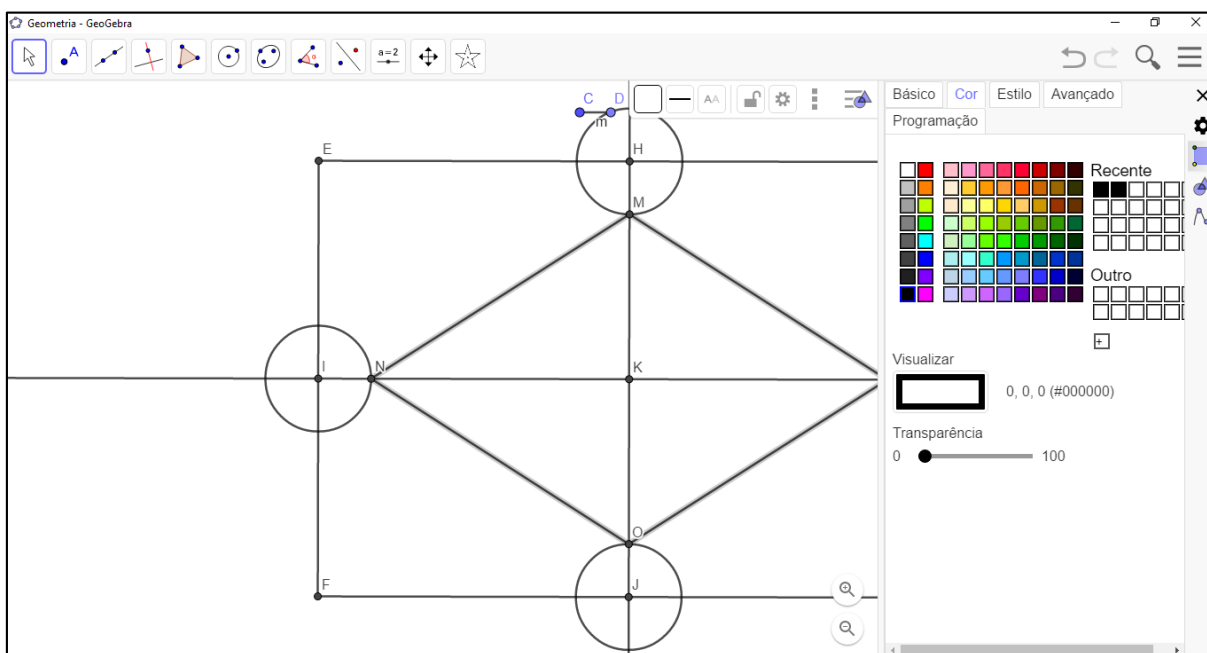 Geometria - GeoGebra
A
α
a=2
AA
C D
m
E
H
M
I
N
K
O
F
J
Básico Cor Estilo Avançado
Programação
Recente
Outro
+
Visualizar
0, 0, 0 (#000000)
Transparência
0 100